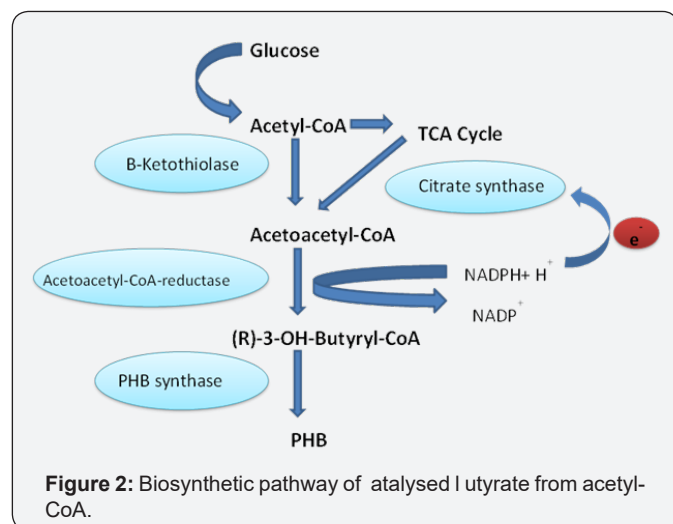 Glucose
Acetyl-CoA
TCA Cycle
B-Ketothiolase
Citrate synthase
e-
Acetoacetyl-CoA
Acetoacetyl-CoA-reductase
NADPH+ H+
NADP+
(R)-3-OH-Butyryl-CoA
PHB synthase
PHB
Figure 2: Biosynthetic pathway of atalysed l utyrate from acetyl-
CoA.